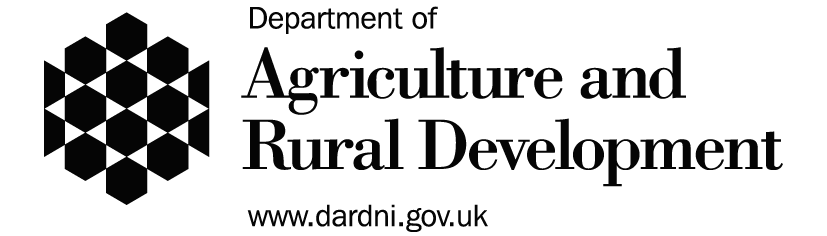 Department of
Agriculture and
Rural Development
www.dardni.gov.uk